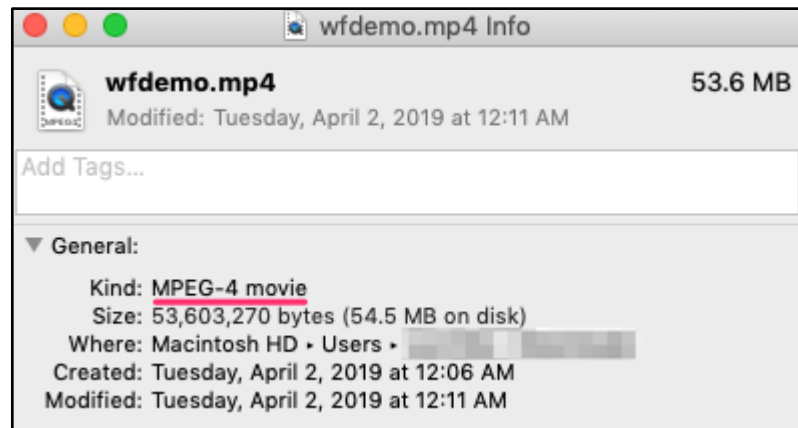 wfdemo.mp4 Info
wfdemo.mp4 53.6 MB
Modified: Tuesday, April 2, 2019 at 12:11 AM
Add Tags...
General:
Kind: MPEG-4 movie
Size: 53,603,270 bytes (54.5 MB on disk)
Where: Macintosh HD ▸ Users ▸
Created: Tuesday, April 2, 2019 at 12:06 AM
Modified: Tuesday, April 2, 2019 at 12:11 AM